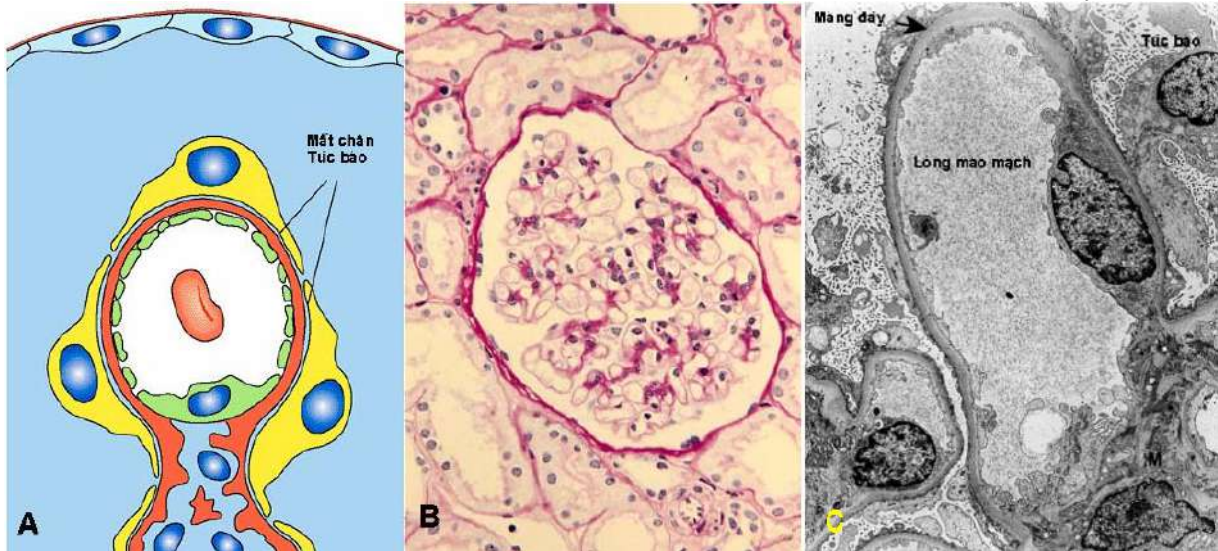 Mất chân
Túc bào
A
B
Màng đáy
Túc bào
Lòng mao mạch
M
C